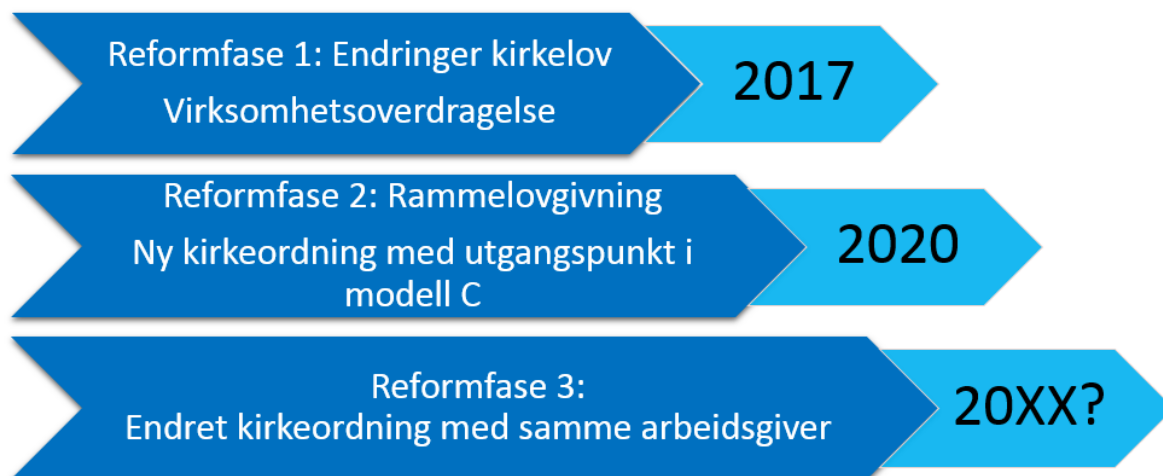 Reformfase 1: Endringer kirkelov
Virksomhetsoverdragelse
2017
Reformfase 2: Rammelovgivning
Ny kirkeordning med utgangspunkt i
modell C
2020
Reformfase 3:
Endret kirkeordning med samme arbeidsgiver
20XX?